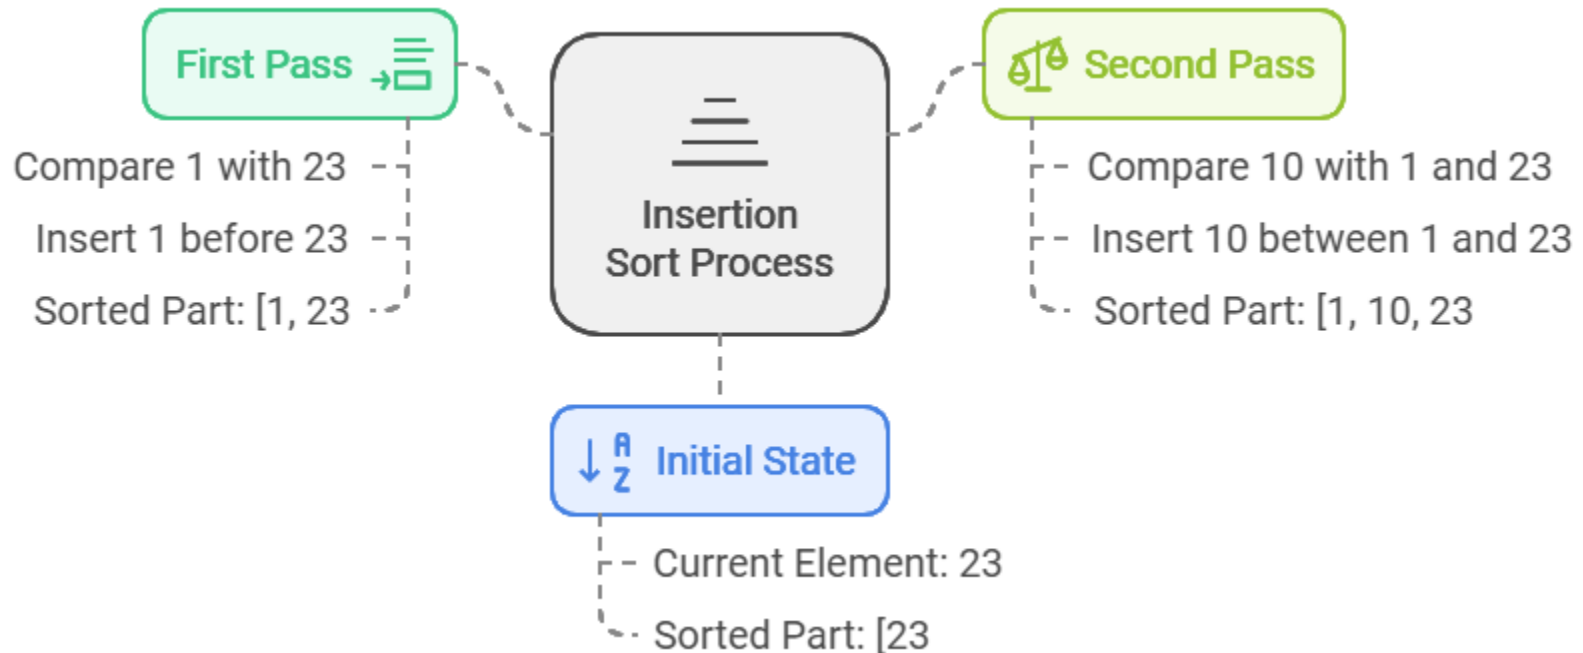 First Pass
Compare 1 with 23
Insert 1 before 23
Sorted Part: [1, 23
Insertion
Sort Process
Second Pass
Compare 10 with 1 and 23
Insert 10 between 1 and 23
Sorted Part: [1, 10, 23
A
Z
Initial State
Current Element: 23
Sorted Part: [23